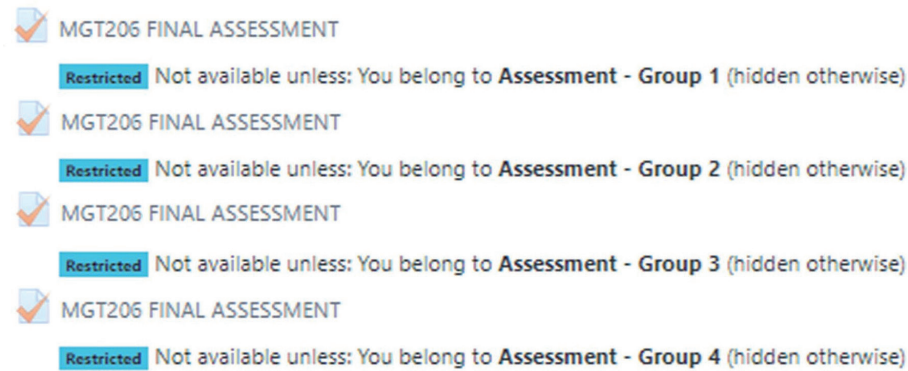 MGT206 FINAL ASSESSMENT
Restricted Not available unless: You belong to Assessment - Group 1 (hidden otherwise)
MGT206 FINAL ASSESSMENT
Restricted Not available unless: You belong to Assessment - Group 2 (hidden otherwise)
MGT206 FINAL ASSESSMENT
Restricted Not available unless: You belong to Assessment - Group 3 (hidden otherwise)
MGT206 FINAL ASSESSMENT
Restricted Not available unless: You belong to Assessment - Group 4 (hidden otherwise)